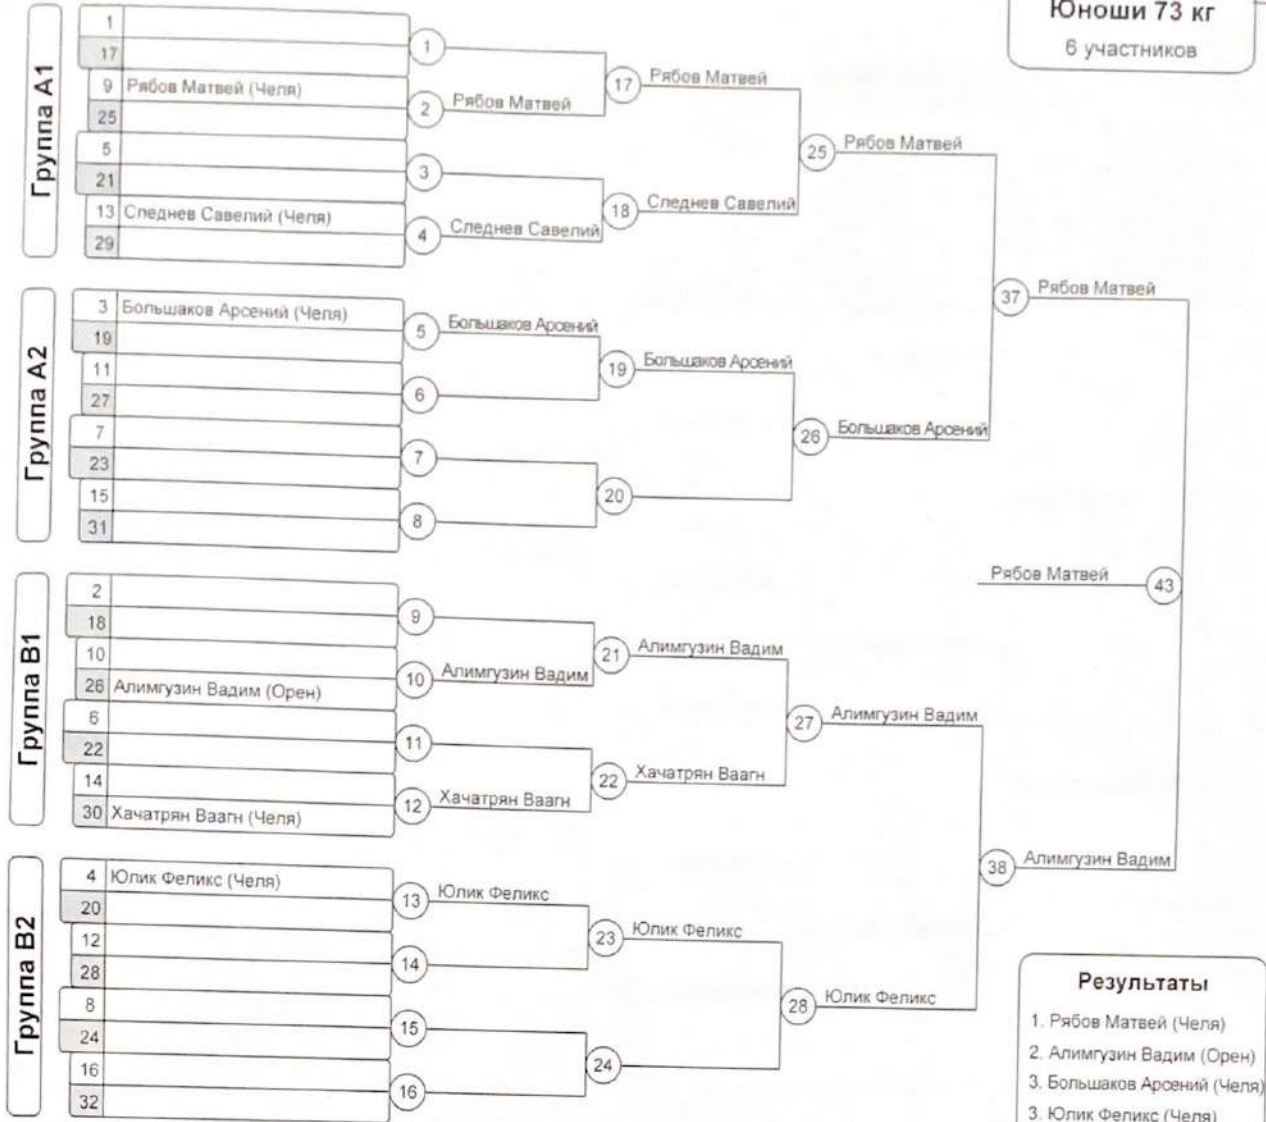 Юноши 73 кг
6 участников
Группа A1
1
17
9 Рябов Матвей (Челя)
25
5
21
13 Следнев Савелий (Челя)
29
1
2 Рябов Матвей
3
4 Следнев Савелий
17 Рябов Матвей
18 Следнев Савелий
25 Рябов Матвей
Группа A2
3 Большаков Арсений (Челя)
19
11
27
7
23
15
31
5 Большаков Арсений
6
7
8
19 Большаков Арсений
20
26 Большаков Арсений
37 Рябов Матвей
Рябов Матвей 43
Группа B1
2
18
10
26 Алимгузин Вадим (Орен)
6
22
14
30 Хачатрян Ваагн (Челя)
9
10 Алимгузин Вадим
11
12 Хачатрян Ваагн
21 Алимгузин Вадим
22 Хачатрян Ваагн
27 Алимгузин Вадим
38 Алимгузин Вадим
Группа B2
4 Юлик Феликс (Челя)
20
12
28
8
24
16
32
13 Юлик Феликс
14
15
16
23 Юлик Феликс
24
28 Юлик Феликс
Результаты
1. Рябов Матвей (Челя)
2. Алимгузин Вадим (Орен)
3. Большаков Арсений (Челя)
3. Юлик Феликс (Челя)